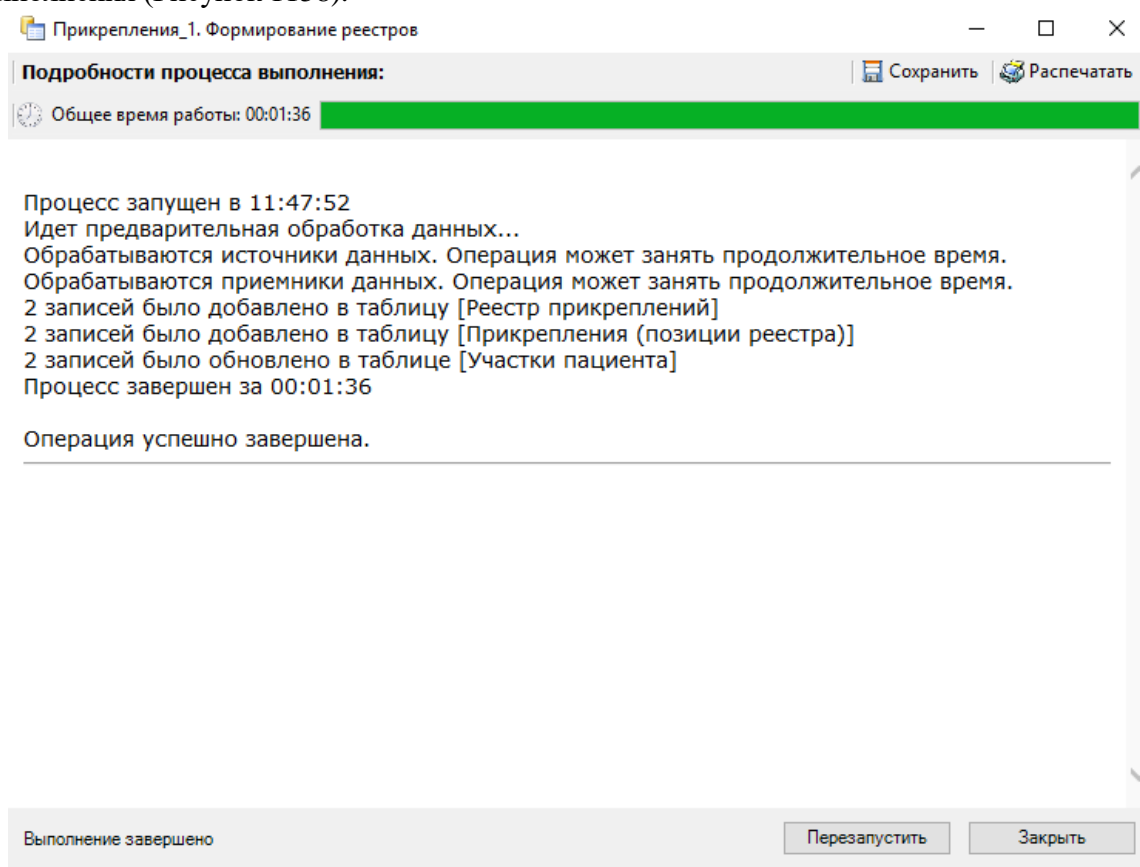 (Рисунок 1138).
Прикрепления_1. Формирование реестров
Подробности процесса выполнения:
Сохранить
Распечатать
Общее время работы: 00:01:36
Процесс запущен в 11:47:52
Идет предварительная обработка данных...
Обрабатываются источники данных. Операция может занять продолжительное время.
Обрабатываются приемники данных. Операция может занять продолжительное время.
2 записей было добавлено в таблицу [Реестр прикреплений]
2 записей было добавлено в таблицу [Прикрепления (позиции реестра)]
2 записей было обновлено в таблице [Участки пациента]
Процесс завершен за 00:01:36
Операция успешно завершена.
Выполнение завершено
Перезапустить
Закрыть